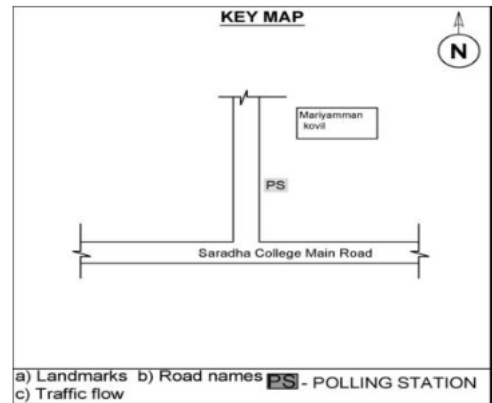 KEY MAP
N
Mariyamman
kovil
PS
Saradha College Main Road
a) Landmarks b) Road names PS - POLLING STATION
c) Traffic flow